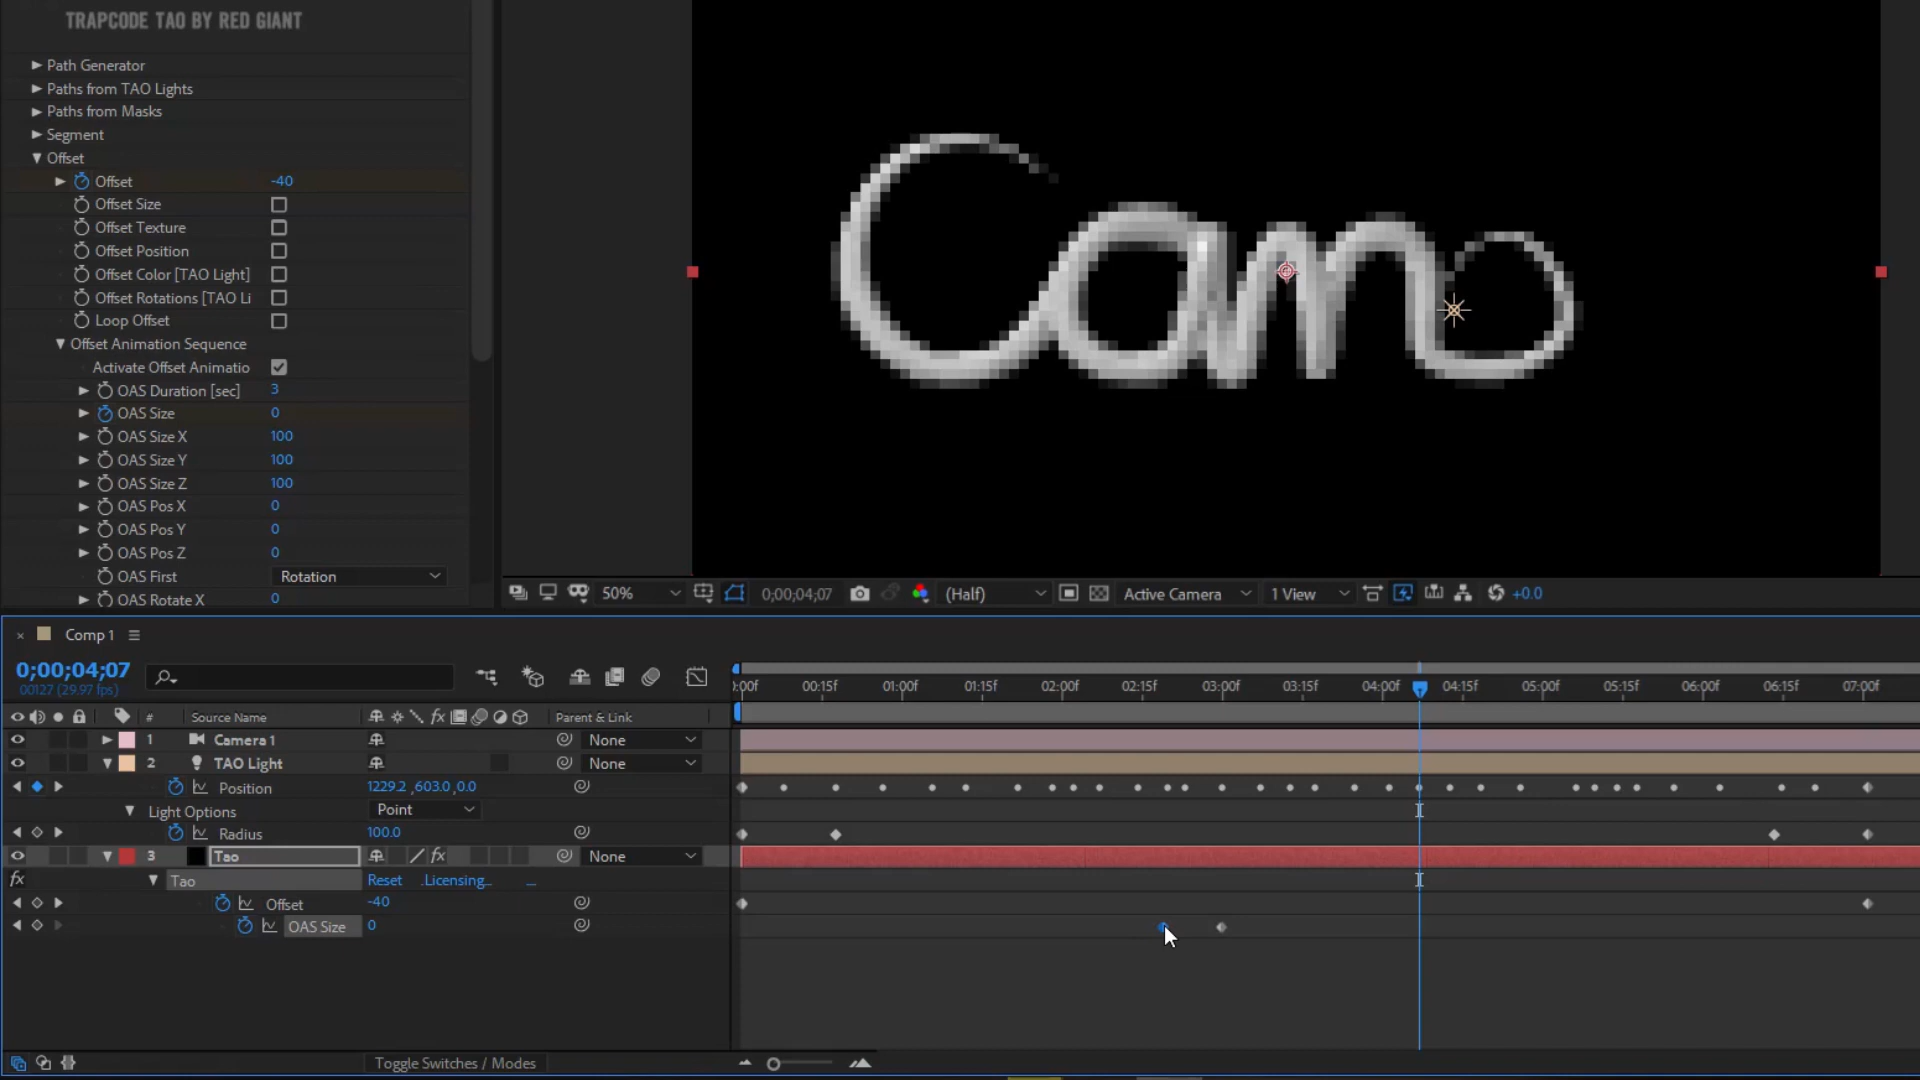 TRAPCODE TAO BY RED GIANT
Path Generator
Paths from TAO Lights
Paths from Masks
Segment
Offset
Offset -40
Offset Size
Offset Texture
Offset Position
Offset Color [TAO Light]
Offset Rotations [TAO Li
Loop Offset
Offset Animation Sequence
Activate Offset Animatio
OAS Duration [sec] 3
OAS Size 0
OAS Size X 100
OAS Size Y 100
OAS Size Z 100
OAS Pos X 0
OAS Pos Y 0
OAS Pos Z 0
OAS First Rotation
OAS Rotate X 0
Cam
50% 0;00;04;07 (Half) Active Camera 1 View +0.0
× Comp 1
0;00;04;07
00127 (29.97 fps)
:00f 00:15f 01:00f 01:15f 02:00f 02:15f 03:00f 03:15f 04:00f 04:15f 05:00f 05:15f 06:00f 06:15f 07:00f
# Source Name fx Parent & Link
1 Camera 1 None
2 TAO Light None
Position 1229.2 ,603.0 ,0.0
Light Options Point
Radius 100.0
3 Tao fx None
fx Tao Reset .Licensing... ...
Offset -40
OAS Size 0
Toggle Switches / Modes